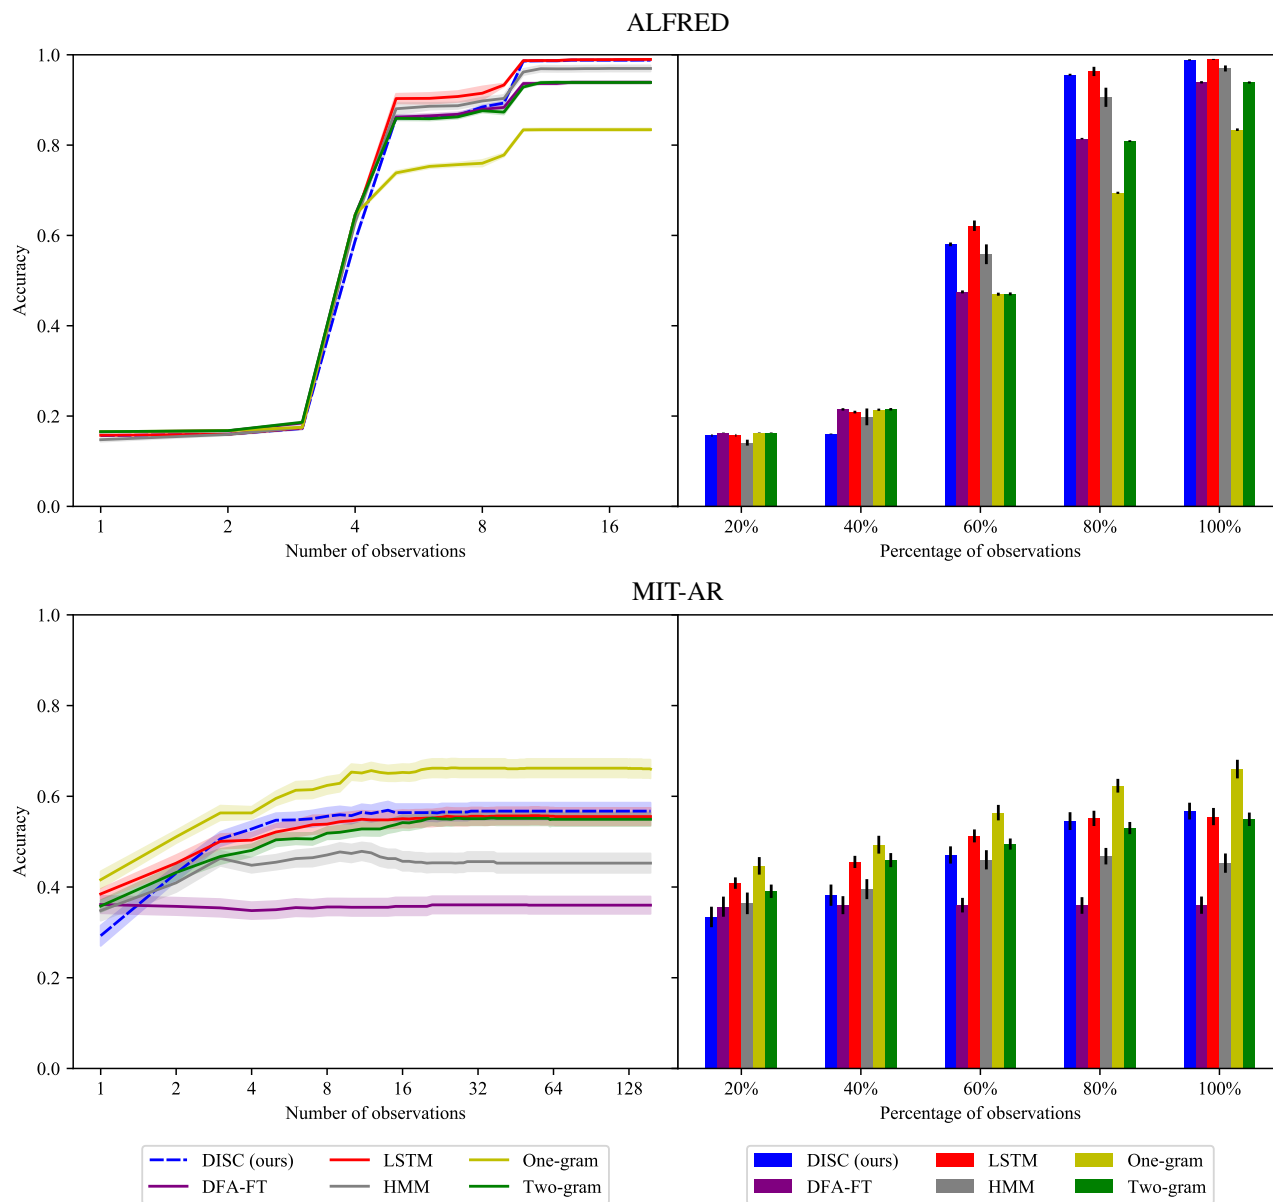 ALFRED
1.0
0.8
0.6
0.4
0.2
0.0
Accuracy
1 2 4 8 16
Number of observations
20% 40% 60% 80% 100%
Percentage of observations
MIT-AR
1.0
0.8
0.6
0.4
0.2
0.0
Accuracy
1 2 4 8 16 32 64 128
Number of observations
20% 40% 60% 80% 100%
Percentage of observations
DISC (ours) LSTM One-gram
DFA-FT HMM Two-gram
DISC (ours) LSTM One-gram
DFA-FT HMM Two-gram